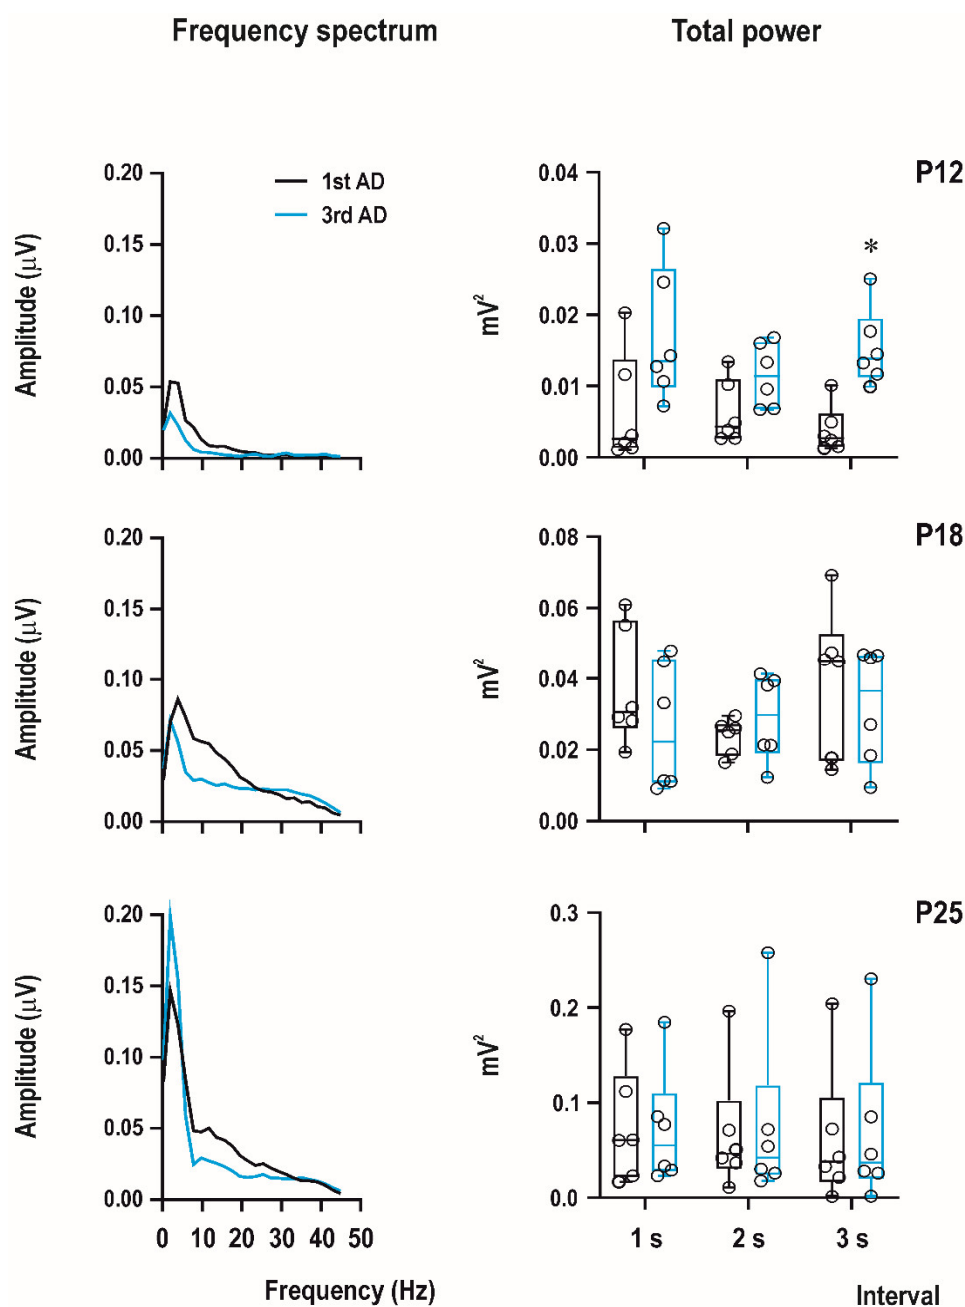 Frequency spectrum
Total power
P12
0.20
0.15
0.10
0.05
0.00
Amplitude (μV)
1st AD
3rd AD
0.04
0.03
0.02
0.01
0.00
mV²
*
P18
0.20
0.15
0.10
0.05
0.00
Amplitude (μV)
0.08
0.06
0.04
0.02
0.00
mV²
P25
0.20
0.15
0.10
0.05
0.00
Amplitude (μV)
0 10 20 30 40 50
Frequency (Hz)
0.3
0.2
0.1
0.0
mV²
1 s 2 s 3 s
Interval